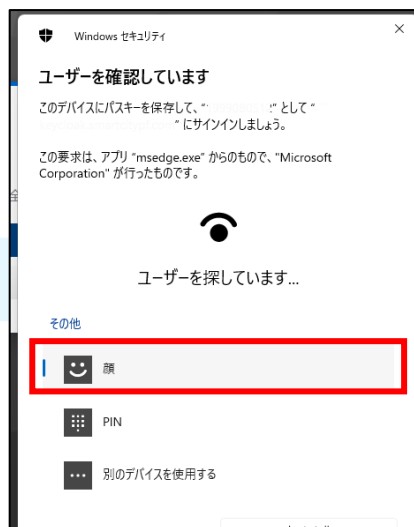 Windows セキュリティ
ユーザーを確認しています
このデバイスにパスキーを保存して、" " として "
" にサインインしましょう。
この要求は、アプリ "msedge.exe" からのもので、"Microsoft
Corporation" が行ったものです。
ユーザーを探しています...
その他
顔
PIN
別のデバイスを使用する